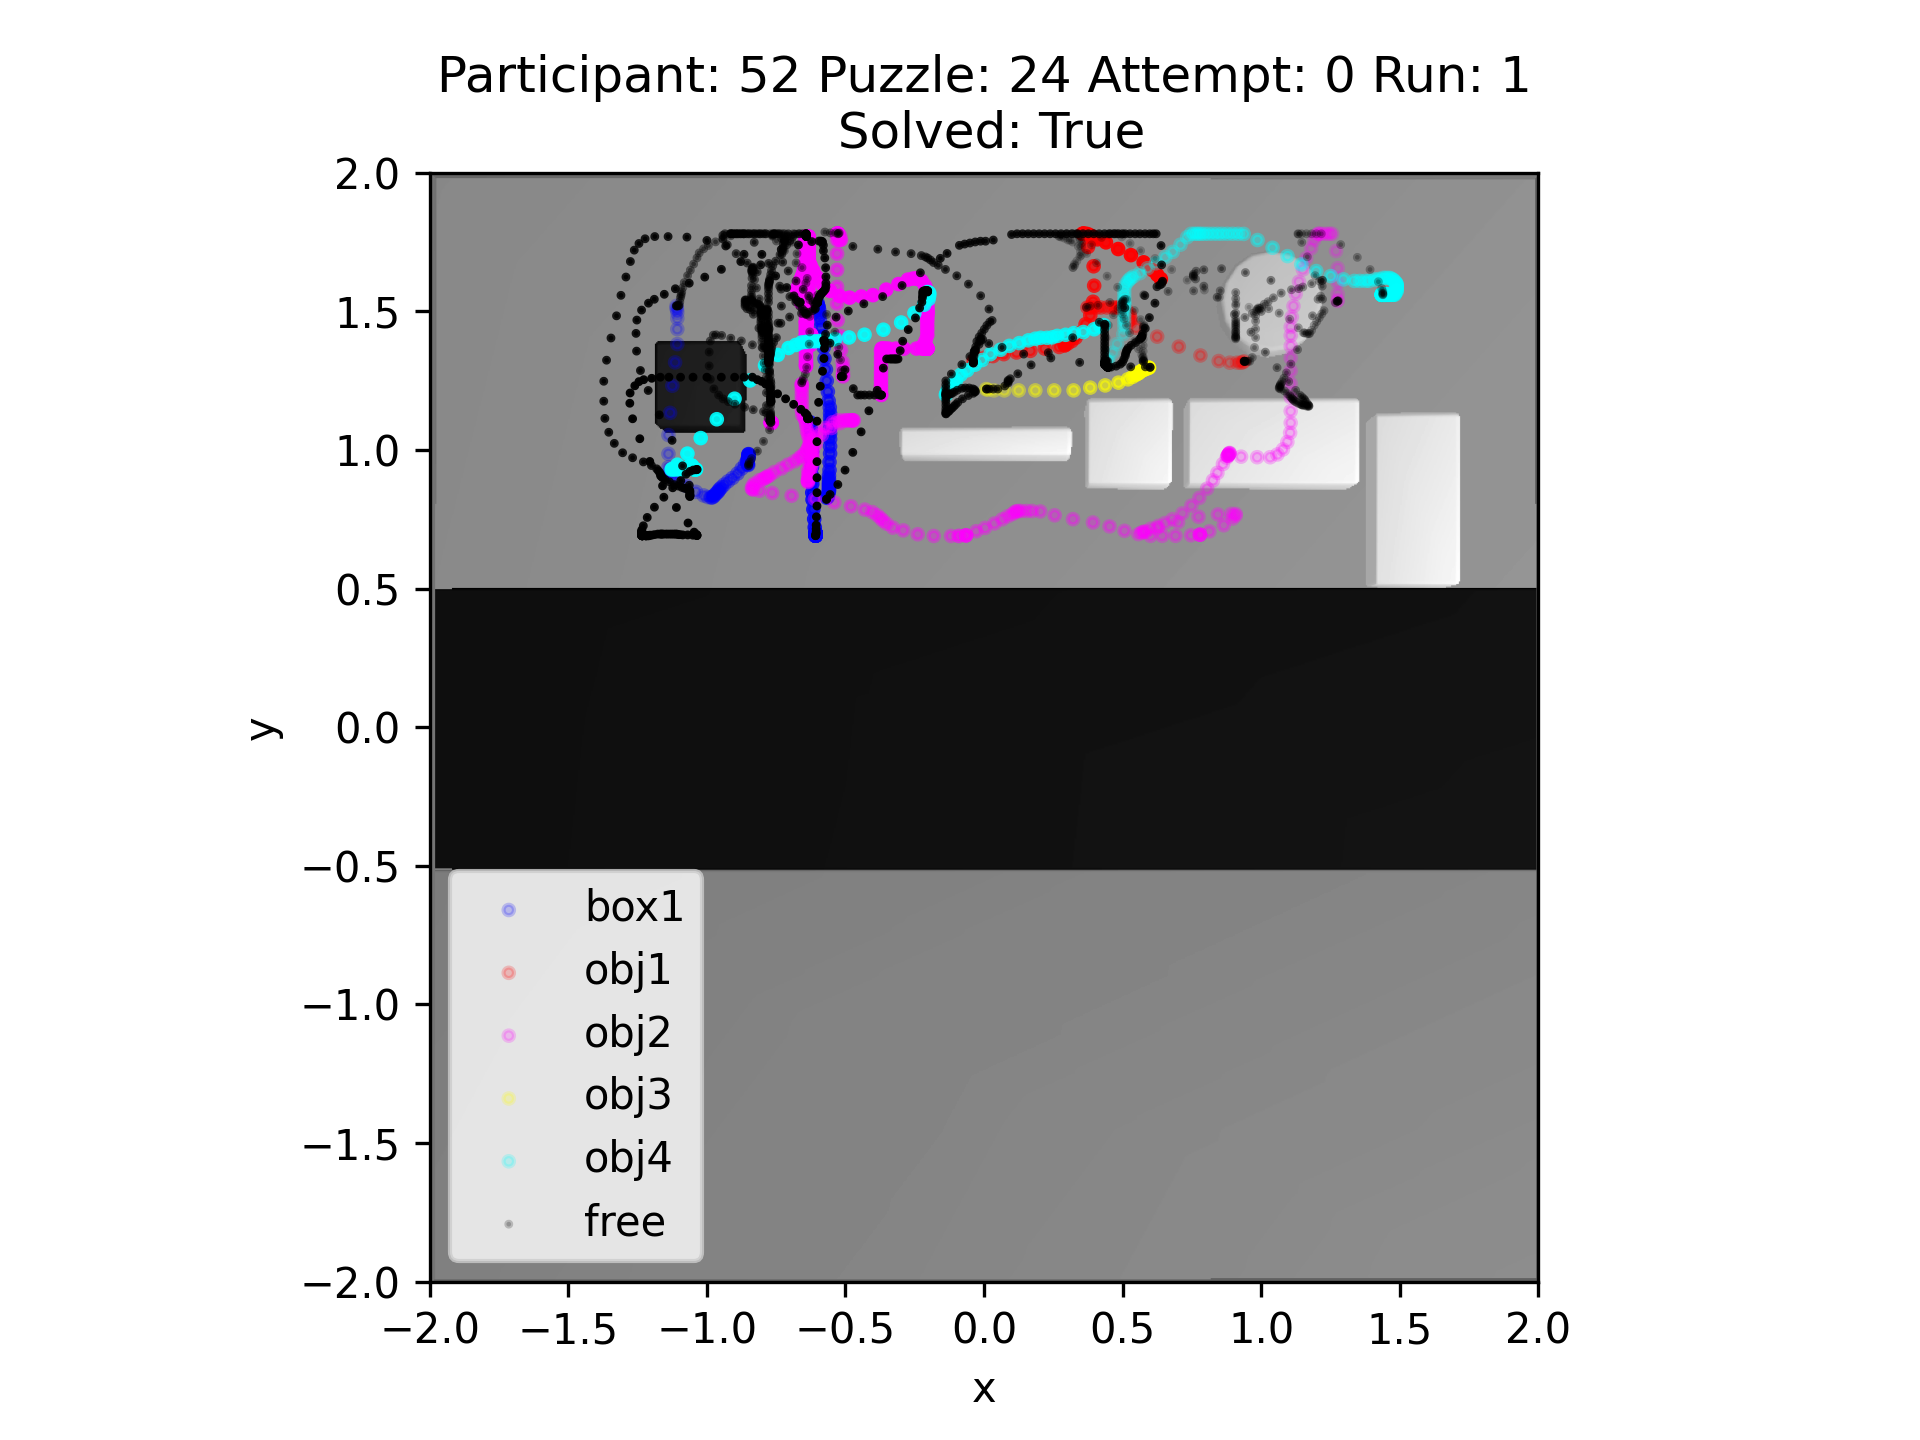 Participant: 52 Puzzle: 24 Attempt: 0 Run: 1
Solved: True
2.0
1.5
1.0
0.5
0.0
−0.5
−1.0
−1.5
−2.0
y
box1
obj1
obj2
obj3
obj4
free
−2.0 −1.5 −1.0 −0.5 0.0 0.5 1.0 1.5 2.0
x